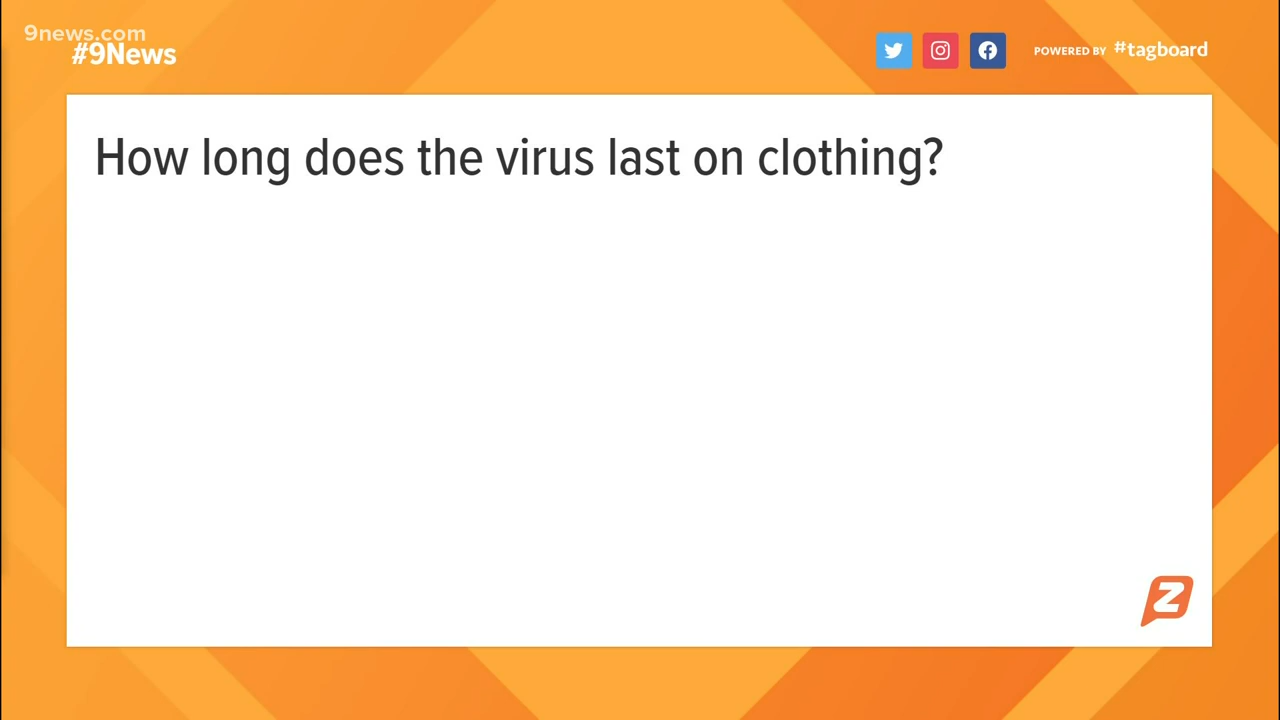 9news.com
#9News
POWERED BY #tagboard
How long does the virus last on clothing?
Z